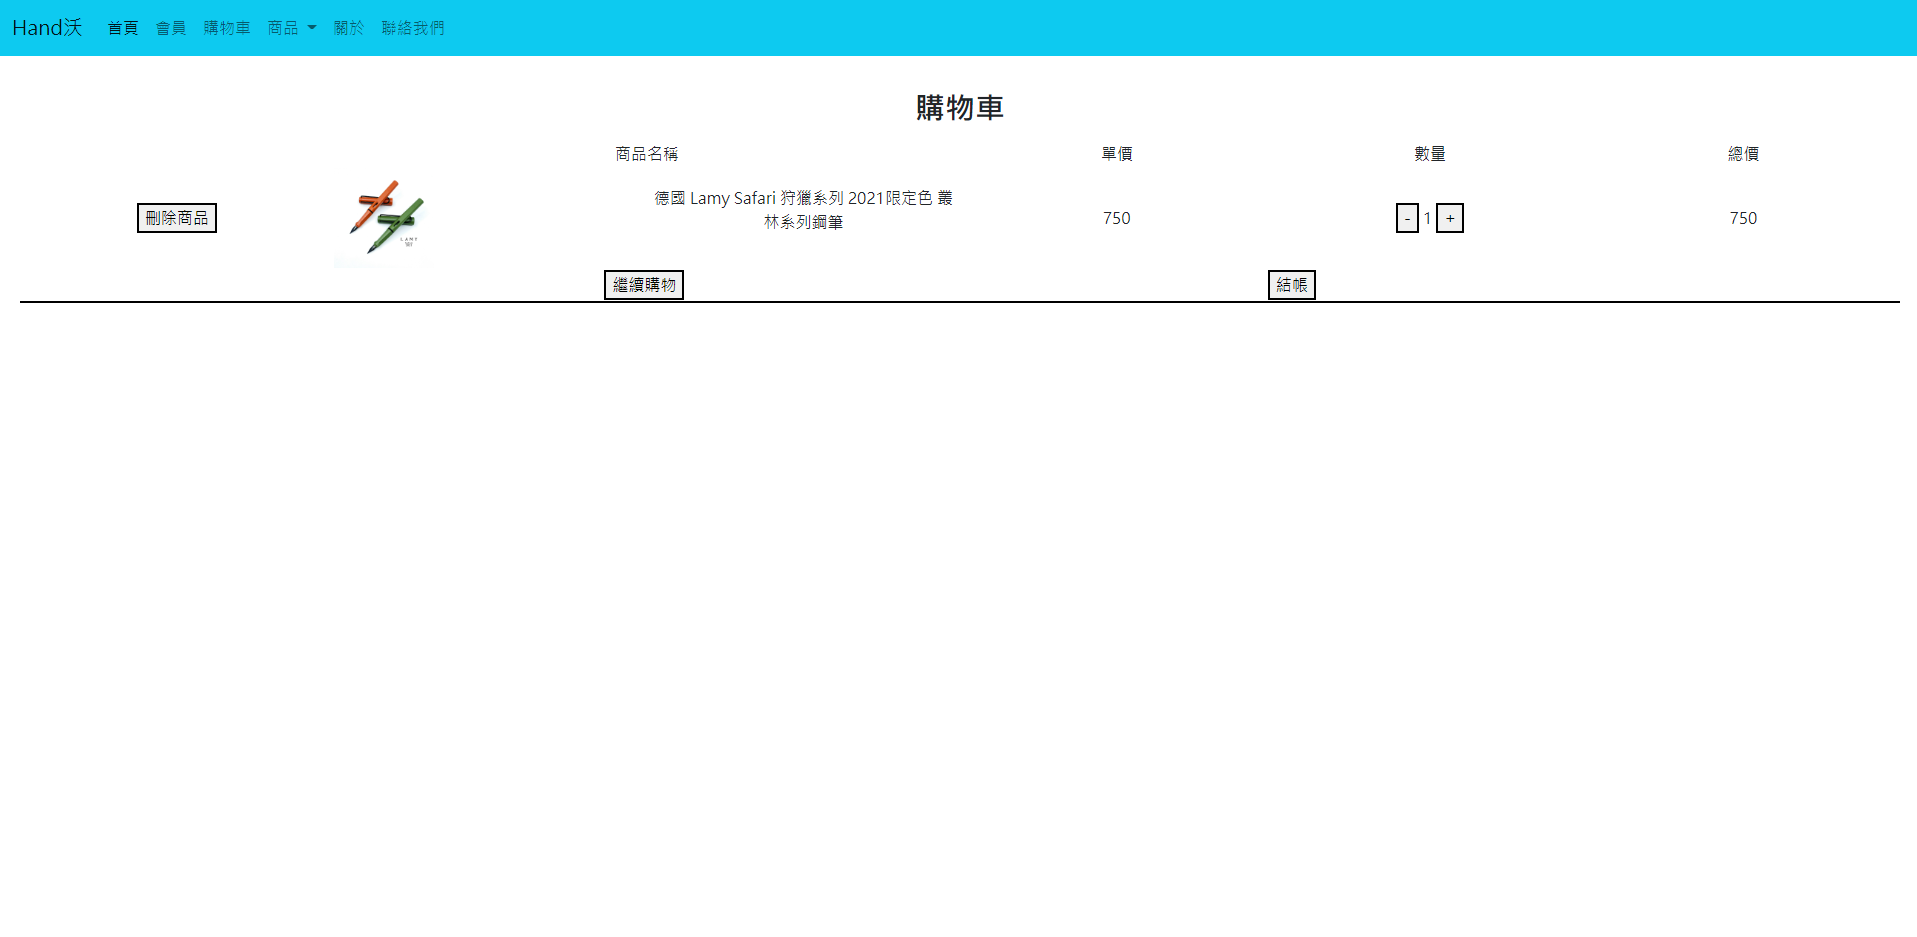 Hand沃 首頁 會員 購物車 商品 關於 聯絡我們
購物車
商品名稱 單價 數量 總價
刪除商品 LAMY 德國 Lamy Safari 狩獵系列 2021限定色 叢 750 - 1 + 750
林系列鋼筆
繼續購物 結帳